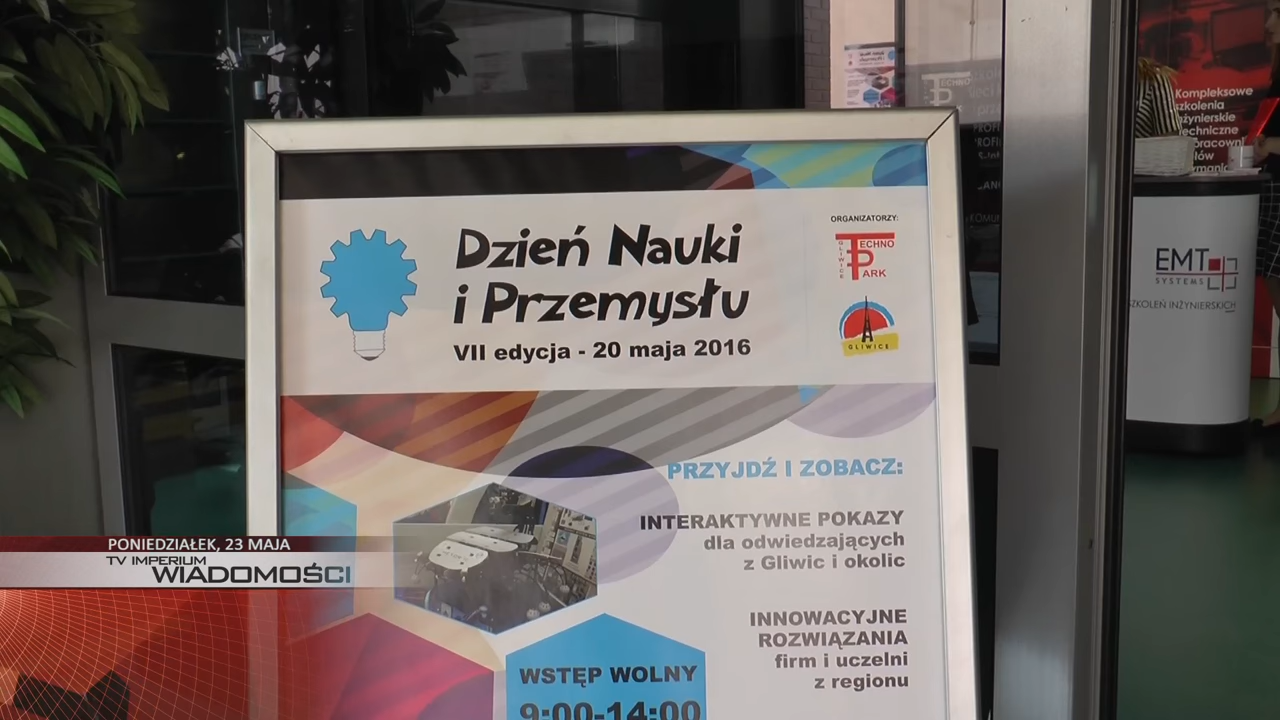 Dzień Nauki
i Przemysłu
VII edycja - 20 maja 2016
ORGANIZATORZY:
TECHNO
PARK
GLIWICE
GLIWICE
PRZYJDŹ I ZOBACZ:
INTERAKTYWNE POKAZY
dla odwiedzających
z Gliwic i okolic
INNOWACYJNE
ROZWIĄZANIA
firm i uczelni
z regionu
WSTĘP WOLNY
9:00-14:00
Kompleksowe
szkolenia
EMT
SYSTEMS
SZKOLEŃ INŻYNIERSKICH
PONIEDZIAŁEK, 23 MAJA
TV IMPERIUM
WIADOMOŚCI